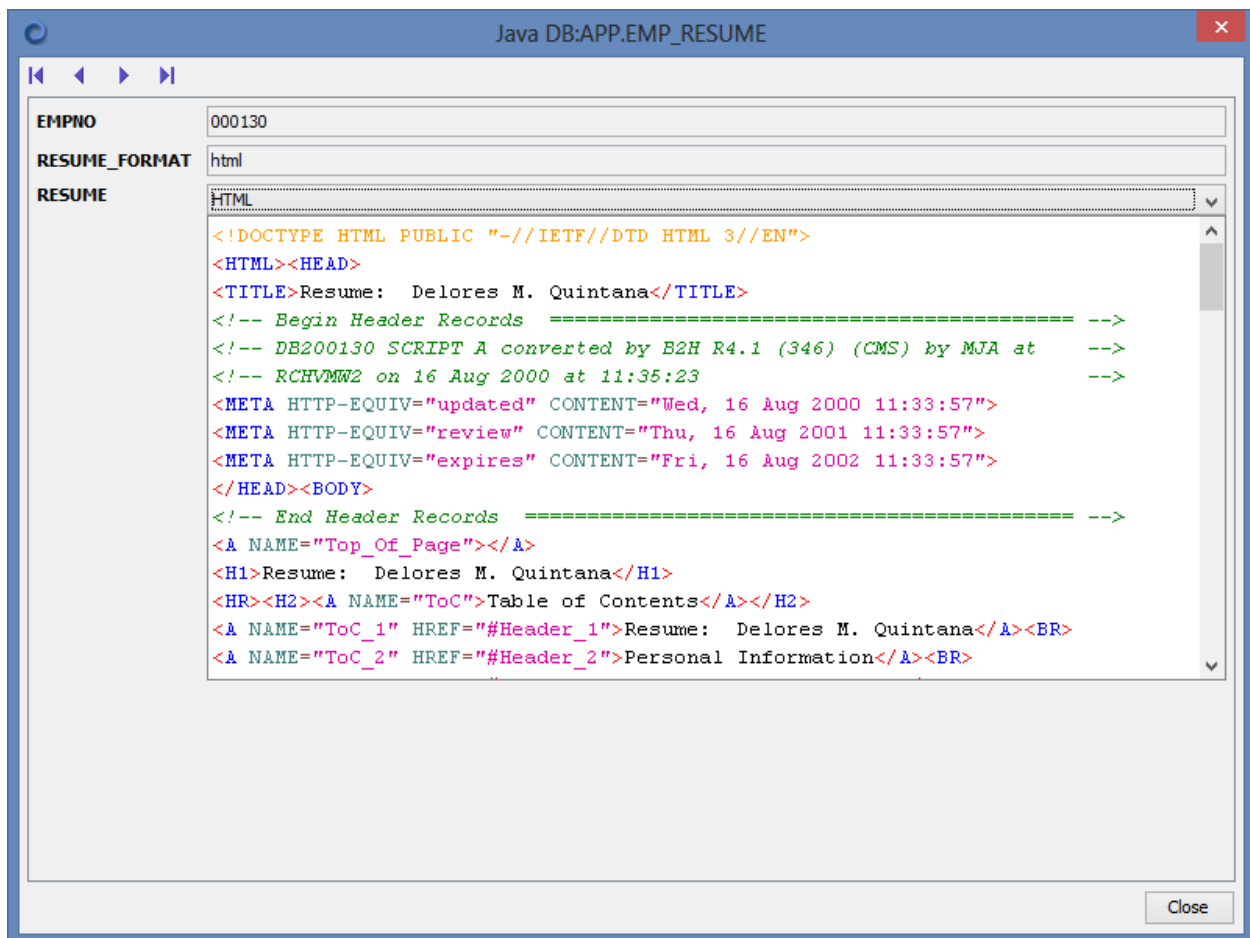 Java DB:APP.EMP_RESUME
EMPNO 000130
RESUME_FORMAT html
RESUME HTML
<!DOCTYPE HTML PUBLIC "-//IETF//DTD HTML 3//EN">
<HTML><HEAD>
<TITLE>Resume:  Delores M. Quintana</TITLE>
<!-- Begin Header Records  ========================================== -->
<!-- DB200130 SCRIPT A converted by B2H R4.1 (346) (CMS) by MJA at    -->
<!-- RCHVMW2 on 16 Aug 2000 at 11:35:23                               -->
<META HTTP-EQUIV="updated" CONTENT="Wed, 16 Aug 2000 11:33:57">
<META HTTP-EQUIV="review" CONTENT="Thu, 16 Aug 2001 11:33:57">
<META HTTP-EQUIV="expires" CONTENT="Fri, 16 Aug 2002 11:33:57">
</HEAD><BODY>
<!-- End Header Records  ============================================ -->
<A NAME="Top_Of_Page"></A>
<H1>Resume:  Delores M. Quintana</H1>
<HR><H2><A NAME="ToC">Table of Contents</A></H2>
<A NAME="ToC_1" HREF="#Header_1">Resume:  Delores M. Quintana</A><BR>
<A NAME="ToC_2" HREF="#Header_2">Personal Information</A><BR>
Close